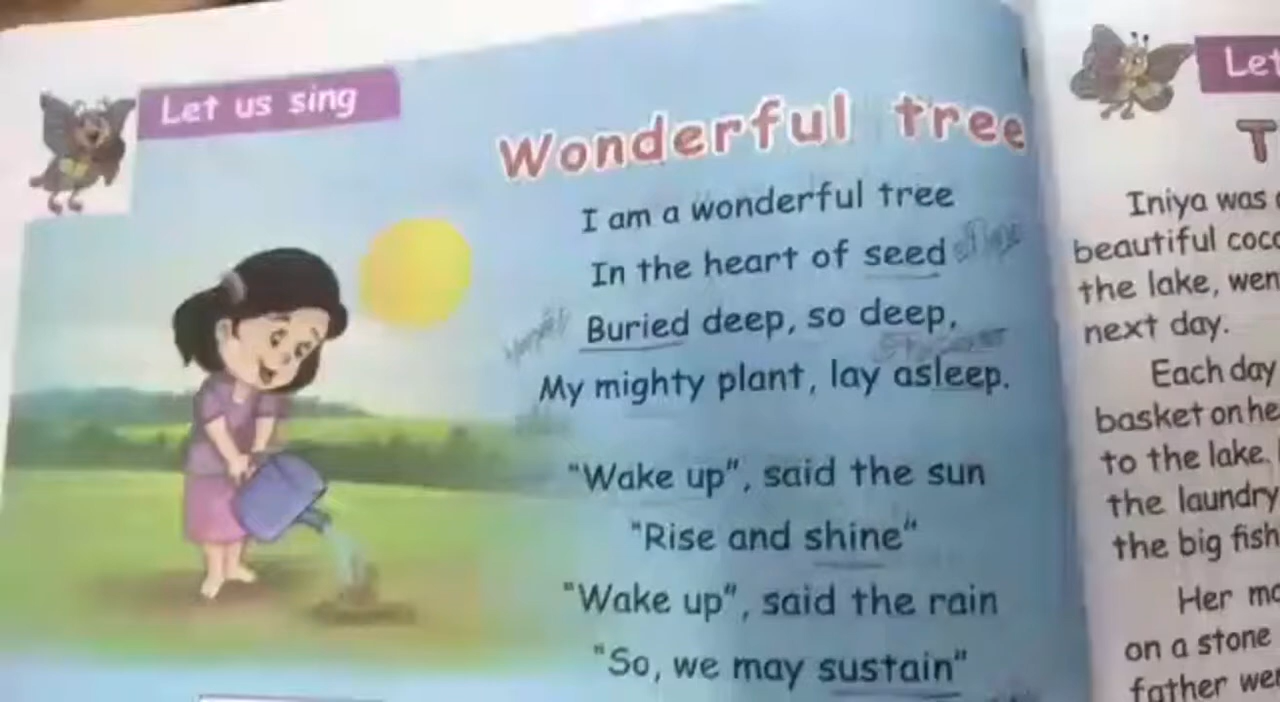 Let us sing
Wonderful tree
I am a wonderful tree
In the heart of seed
Buried deep, so deep,
My mighty plant, lay asleep.
"Wake up", said the sun
"Rise and shine"
"Wake up", said the rain
"So, we may sustain"
Let
T
Iniya was
beautiful coco
the lake, wen
next day.
Each day
basket on he
to the lake.
the laundry
the big fish
Her mo
on a stone
father wer